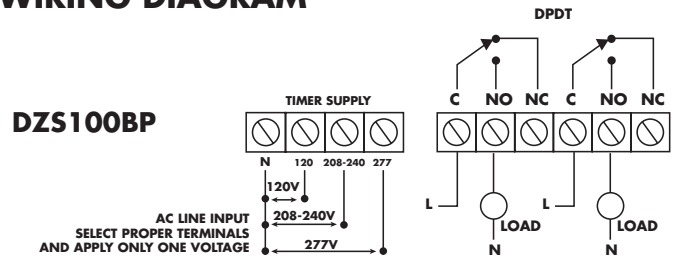 WIRING DIAGRAM
DPDT
C NO NC C NO NC
TIMER SUPPLY
DZS100BP
N 120 208-240 277
120V
L L
AC LINE INPUT
208-240V
SELECT PROPER TERMINALS
LOAD LOAD
AND APPLY ONLY ONE VOLTAGE
277V
N N